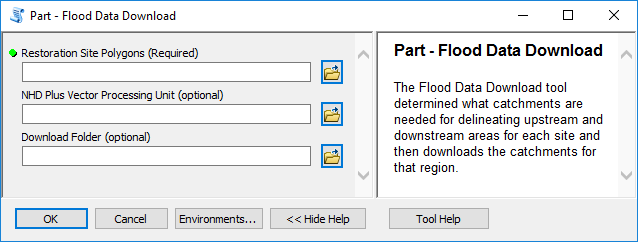 Part - Flood Data Download
Restoration Site Polygons (Required)
NHD Plus Vector Processing Unit (optional)
Download Folder (optional)
Part - Flood Data Download
The Flood Data Download tool
determined what catchments are
needed for delineating upstream and
downstream areas for each site and
then downloads the catchments for
that region.
OK
Cancel
Environments...
<< Hide Help
Tool Help